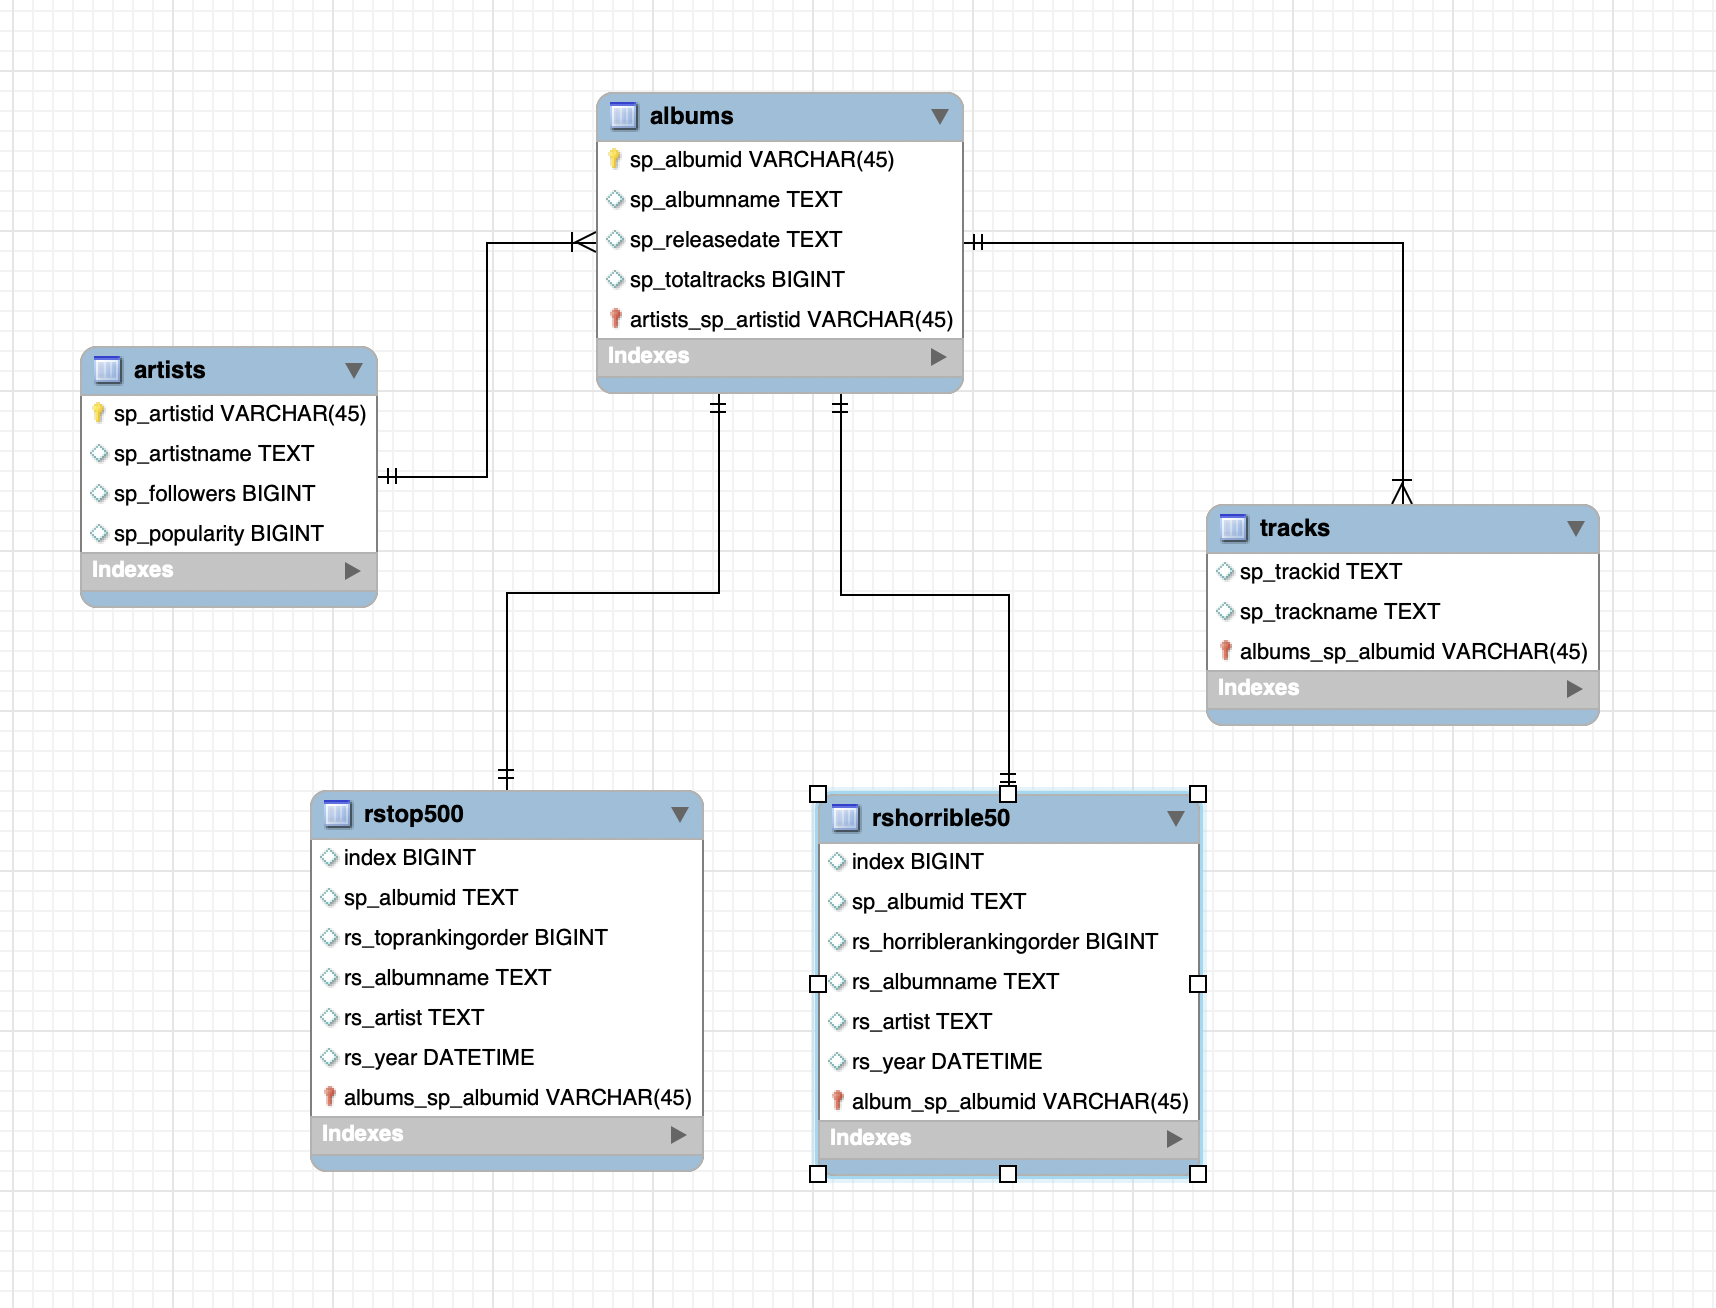 albums
sp_albumid VARCHAR(45)
sp_albumname TEXT
sp_releasedate TEXT
sp_totaltracks BIGINT
artists_sp_artistid VARCHAR(45)
Indexes
artists
sp_artistid VARCHAR(45)
sp_artistname TEXT
sp_followers BIGINT
sp_popularity BIGINT
Indexes
tracks
sp_trackid TEXT
sp_trackname TEXT
albums_sp_albumid VARCHAR(45)
Indexes
rstop500
index BIGINT
sp_albumid TEXT
rs_toprankingorder BIGINT
rs_albumname TEXT
rs_artist TEXT
rs_year DATETIME
albums_sp_albumid VARCHAR(45)
Indexes
rshorrible50
index BIGINT
sp_albumid TEXT
rs_horriblerankingorder BIGINT
rs_albumname TEXT
rs_artist TEXT
rs_year DATETIME
album_sp_albumid VARCHAR(45)
Indexes